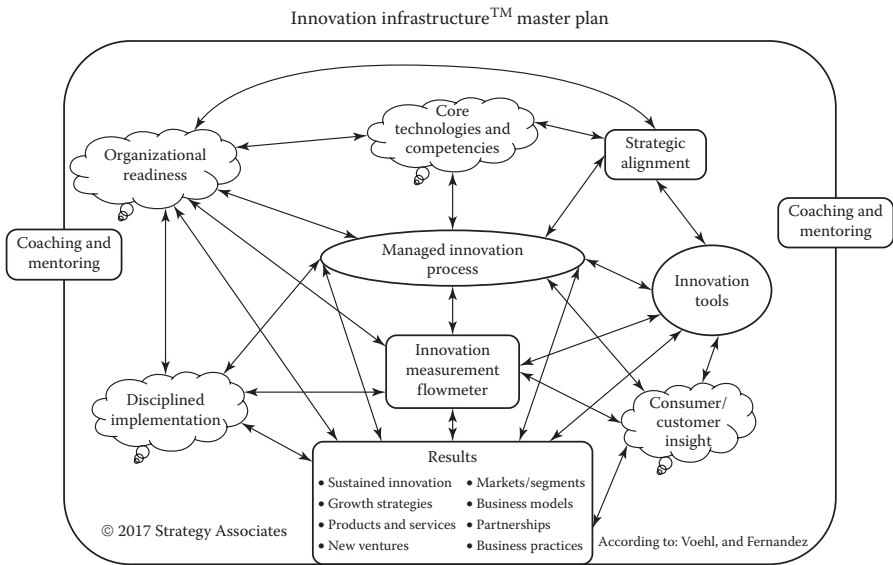 Innovation infrastructure™ master plan
Core
technologies and
competencies
Organizational
readiness
Strategic
alignment
Coaching and
mentoring
Coaching and
mentoring
Managed innovation
process
Innovation
tools
Innovation
measurement
flowmeter
Disciplined
implementation
Consumer/
customer
insight
Results
• Sustained innovation
• Growth strategies
• Products and services
• New ventures
• Markets/segments
• Business models
• Partnerships
• Business practices
© 2017 Strategy Associates
According to: Voehl, and Fernandez